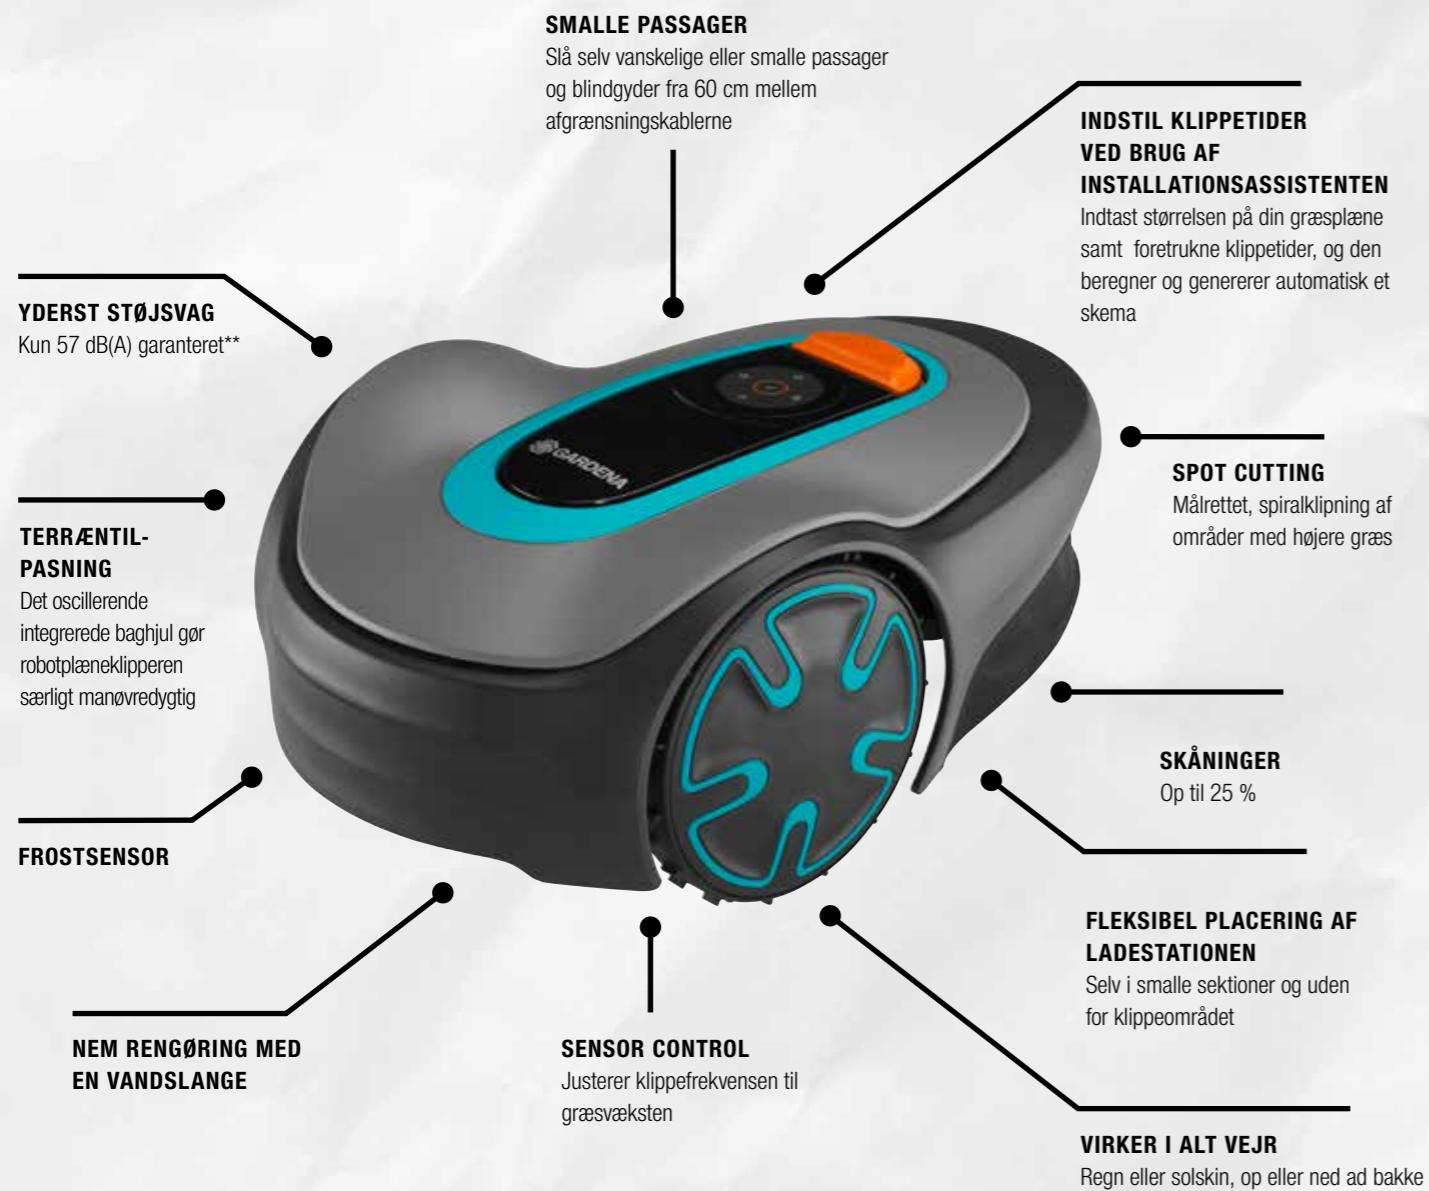 SMALLE PASSAGER
Slå selv vanskelige eller smalle passager
og blindgyder fra 60 cm mellem
afgrænsningskablerne
INDSTIL KLIPPETIDER
VED BRUG AF
INSTALLATIONSASSISTENTEN
Indtast størrelsen på din græsplæne
samt foretrukne klippetider, og den
beregner og genererer automatisk et
skema
YDERST STØJSVAG
Kun 57 dB(A) garanteret**
GARDENA
SPOT CUTTING
Målrettet, spiralklipning af
områder med højere græs
TERRÆNTIL-
PASNING
Det oscillerende
integrerede baghjul gør
robotplæneklipperen
særligt manøvredygtig
SKÅNINGER
Op til 25 %
FROSTSENSOR
FLEKSIBEL PLACERING AF
LADESTATIONEN
Selv i smalle sektioner og uden
for klippeområdet
NEM RENGØRING MED
EN VANDSLANGE
SENSOR CONTROL
Justerer klippefrekvensen til
græsvæksten
VIRKER I ALT VEJR
Regn eller solskin, op eller ned ad bakke